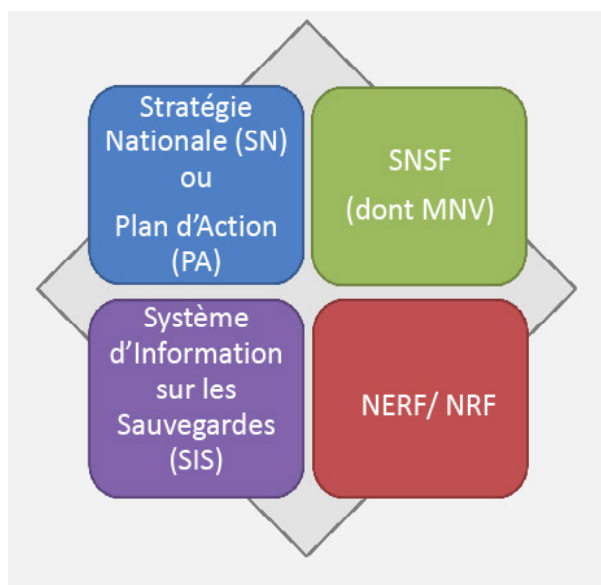 Stratégie
Nationale (SN)
ou
Plan d’Action
(PA)
SNSF
(dont MNV)
Système
d’Information
sur les
Sauvegardes
(SIS)
NERF/ NRF